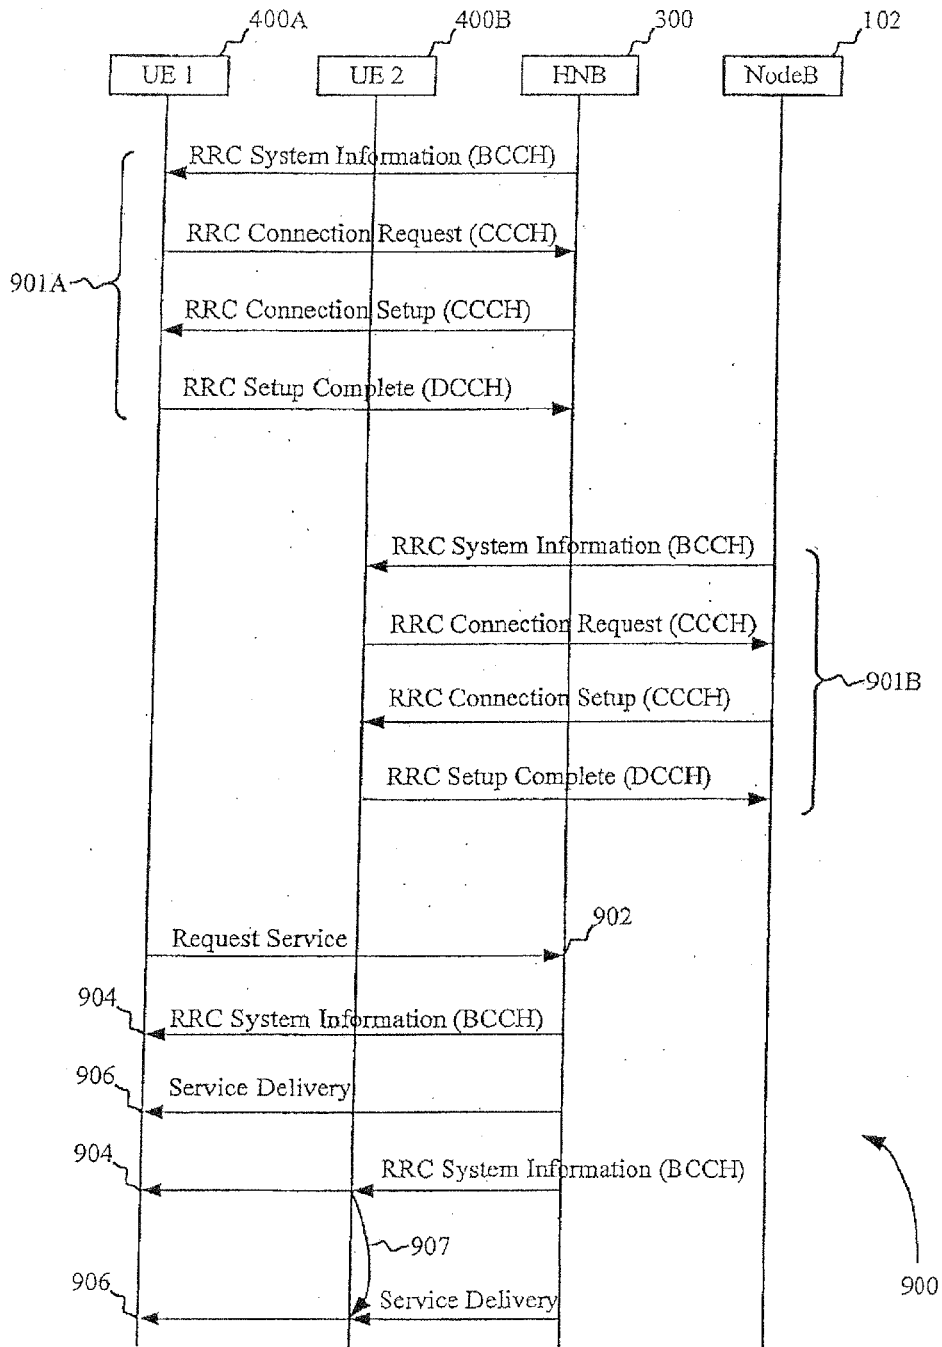 400A 400B 300 102
UE 1 UE 2 HNB NodeB
RRC System Information (BCCH)
RRC Connection Request (CCCH)
901A
RRC Connection Setup (CCCH)
RRC Setup Complete (DCCH)
RRC System Information (BCCH)
RRC Connection Request (CCCH)
901B
RRC Connection Setup (CCCH)
RRC Setup Complete (DCCH)
902
Request Service
904
RRC System Information (BCCH)
906
Service Delivery
904
RRC System Information (BCCH)
907
906
Service Delivery
900